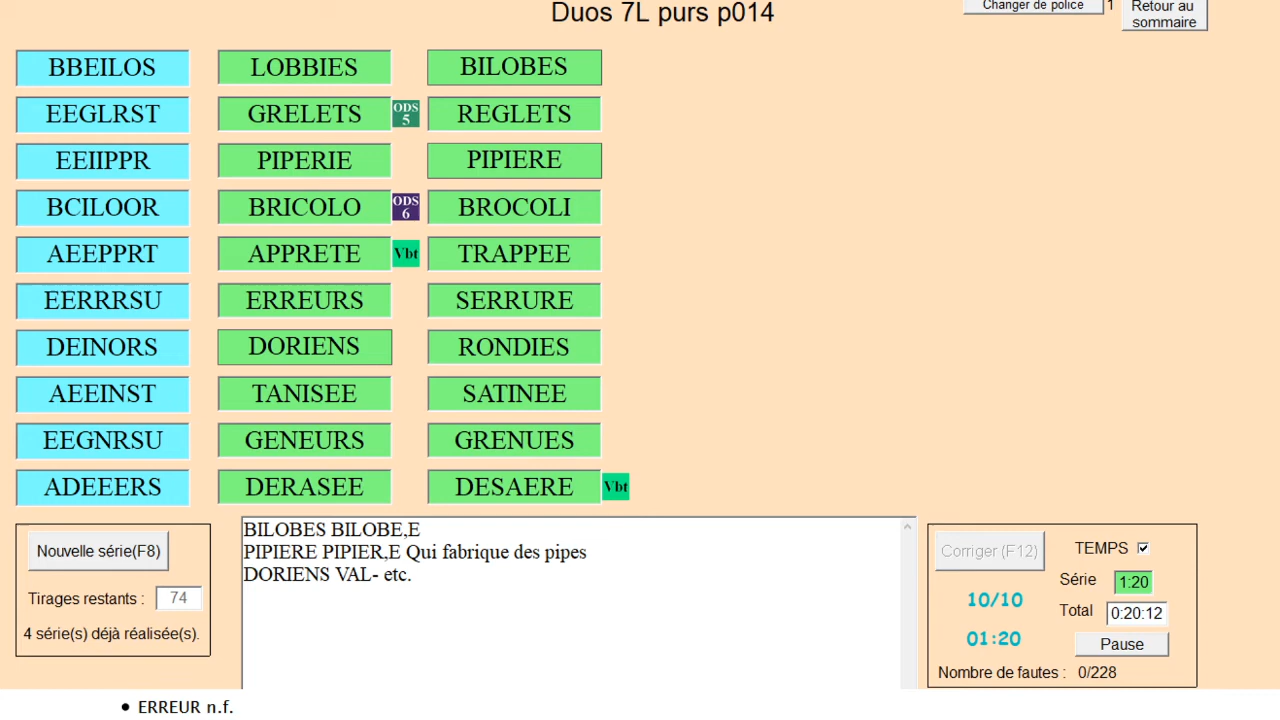 Duos 7L purs p014
Changer de police 1
Retour au
sommaire
BBEILOS LOBBIES BILOBES
EEGLRST GRELETS ODS 5 REGLETS
EEIIPPR PIPERIE PIPIERE
BCILOOR BRICOLO ODS 6 BROCOLI
AEEPPRT APPRETE Vbt TRAPPEE
EERRRSU ERREURS SERRURE
DEINORS DORIENS RONDIES
AEEINST TANISEE SATINEE
EEGNRSU GENEURS GRENUES
ADEEERS DERASEE DESAERE Vbt
Nouvelle série(F8)
Tirages restants : 74
4 série(s) déjà réalisée(s).
BILOBES BILOBE,E
PIPIERE PIPIER,E Qui fabrique des pipes
DORIENS VAL- etc.
Corriger (F12) TEMPS
Série 1:20
10/10
Total 0:20:12
01:20
Pause
Nombre de fautes : 0/228
• ERREUR n.f.